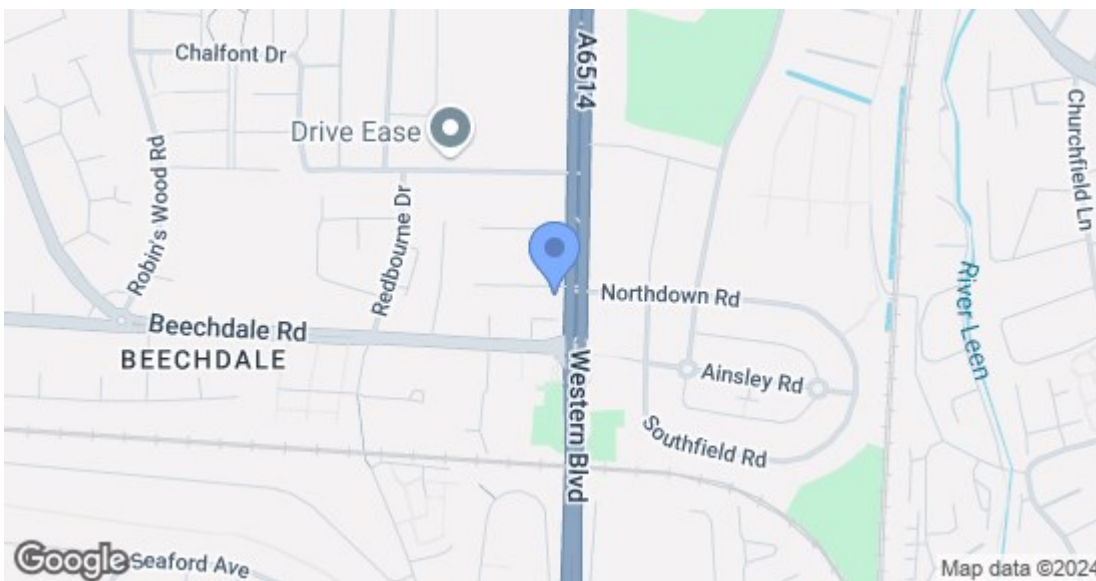 Chalfont Dr
A6514
Drive Ease
Churchfield Ln
Robin's Wood Rd
Redbourne Dr
Northdown Rd
River Leen
Beechdale Rd
BEECHDALE
Western Blvd
Ainsley Rd
Southfield Rd
Google
Seaford Ave
Map data ©2024